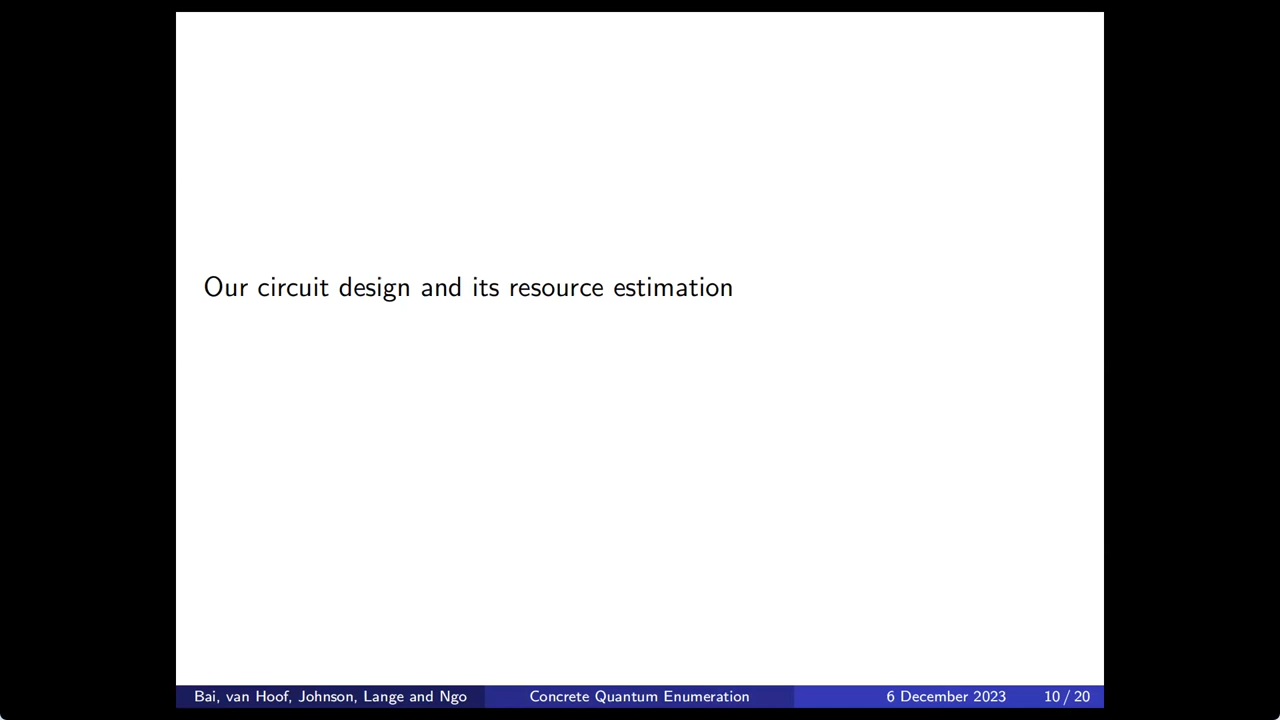 Our circuit design and its resource estimation
Bai, van Hoof, Johnson, Lange and Ngo Concrete Quantum Enumeration 6 December 2023 10 / 20